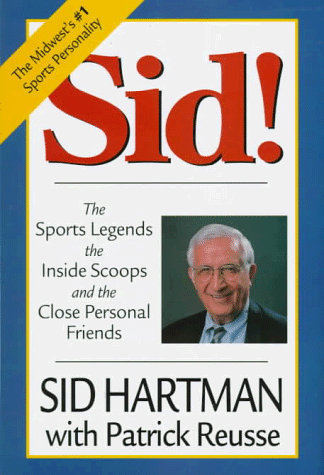 The Midwest's #1
Sports Personality
Sid!
The
Sports Legends
the
Inside Scoops
and the
Close Personal
Friends
SID HARTMAN
with Patrick Reusse